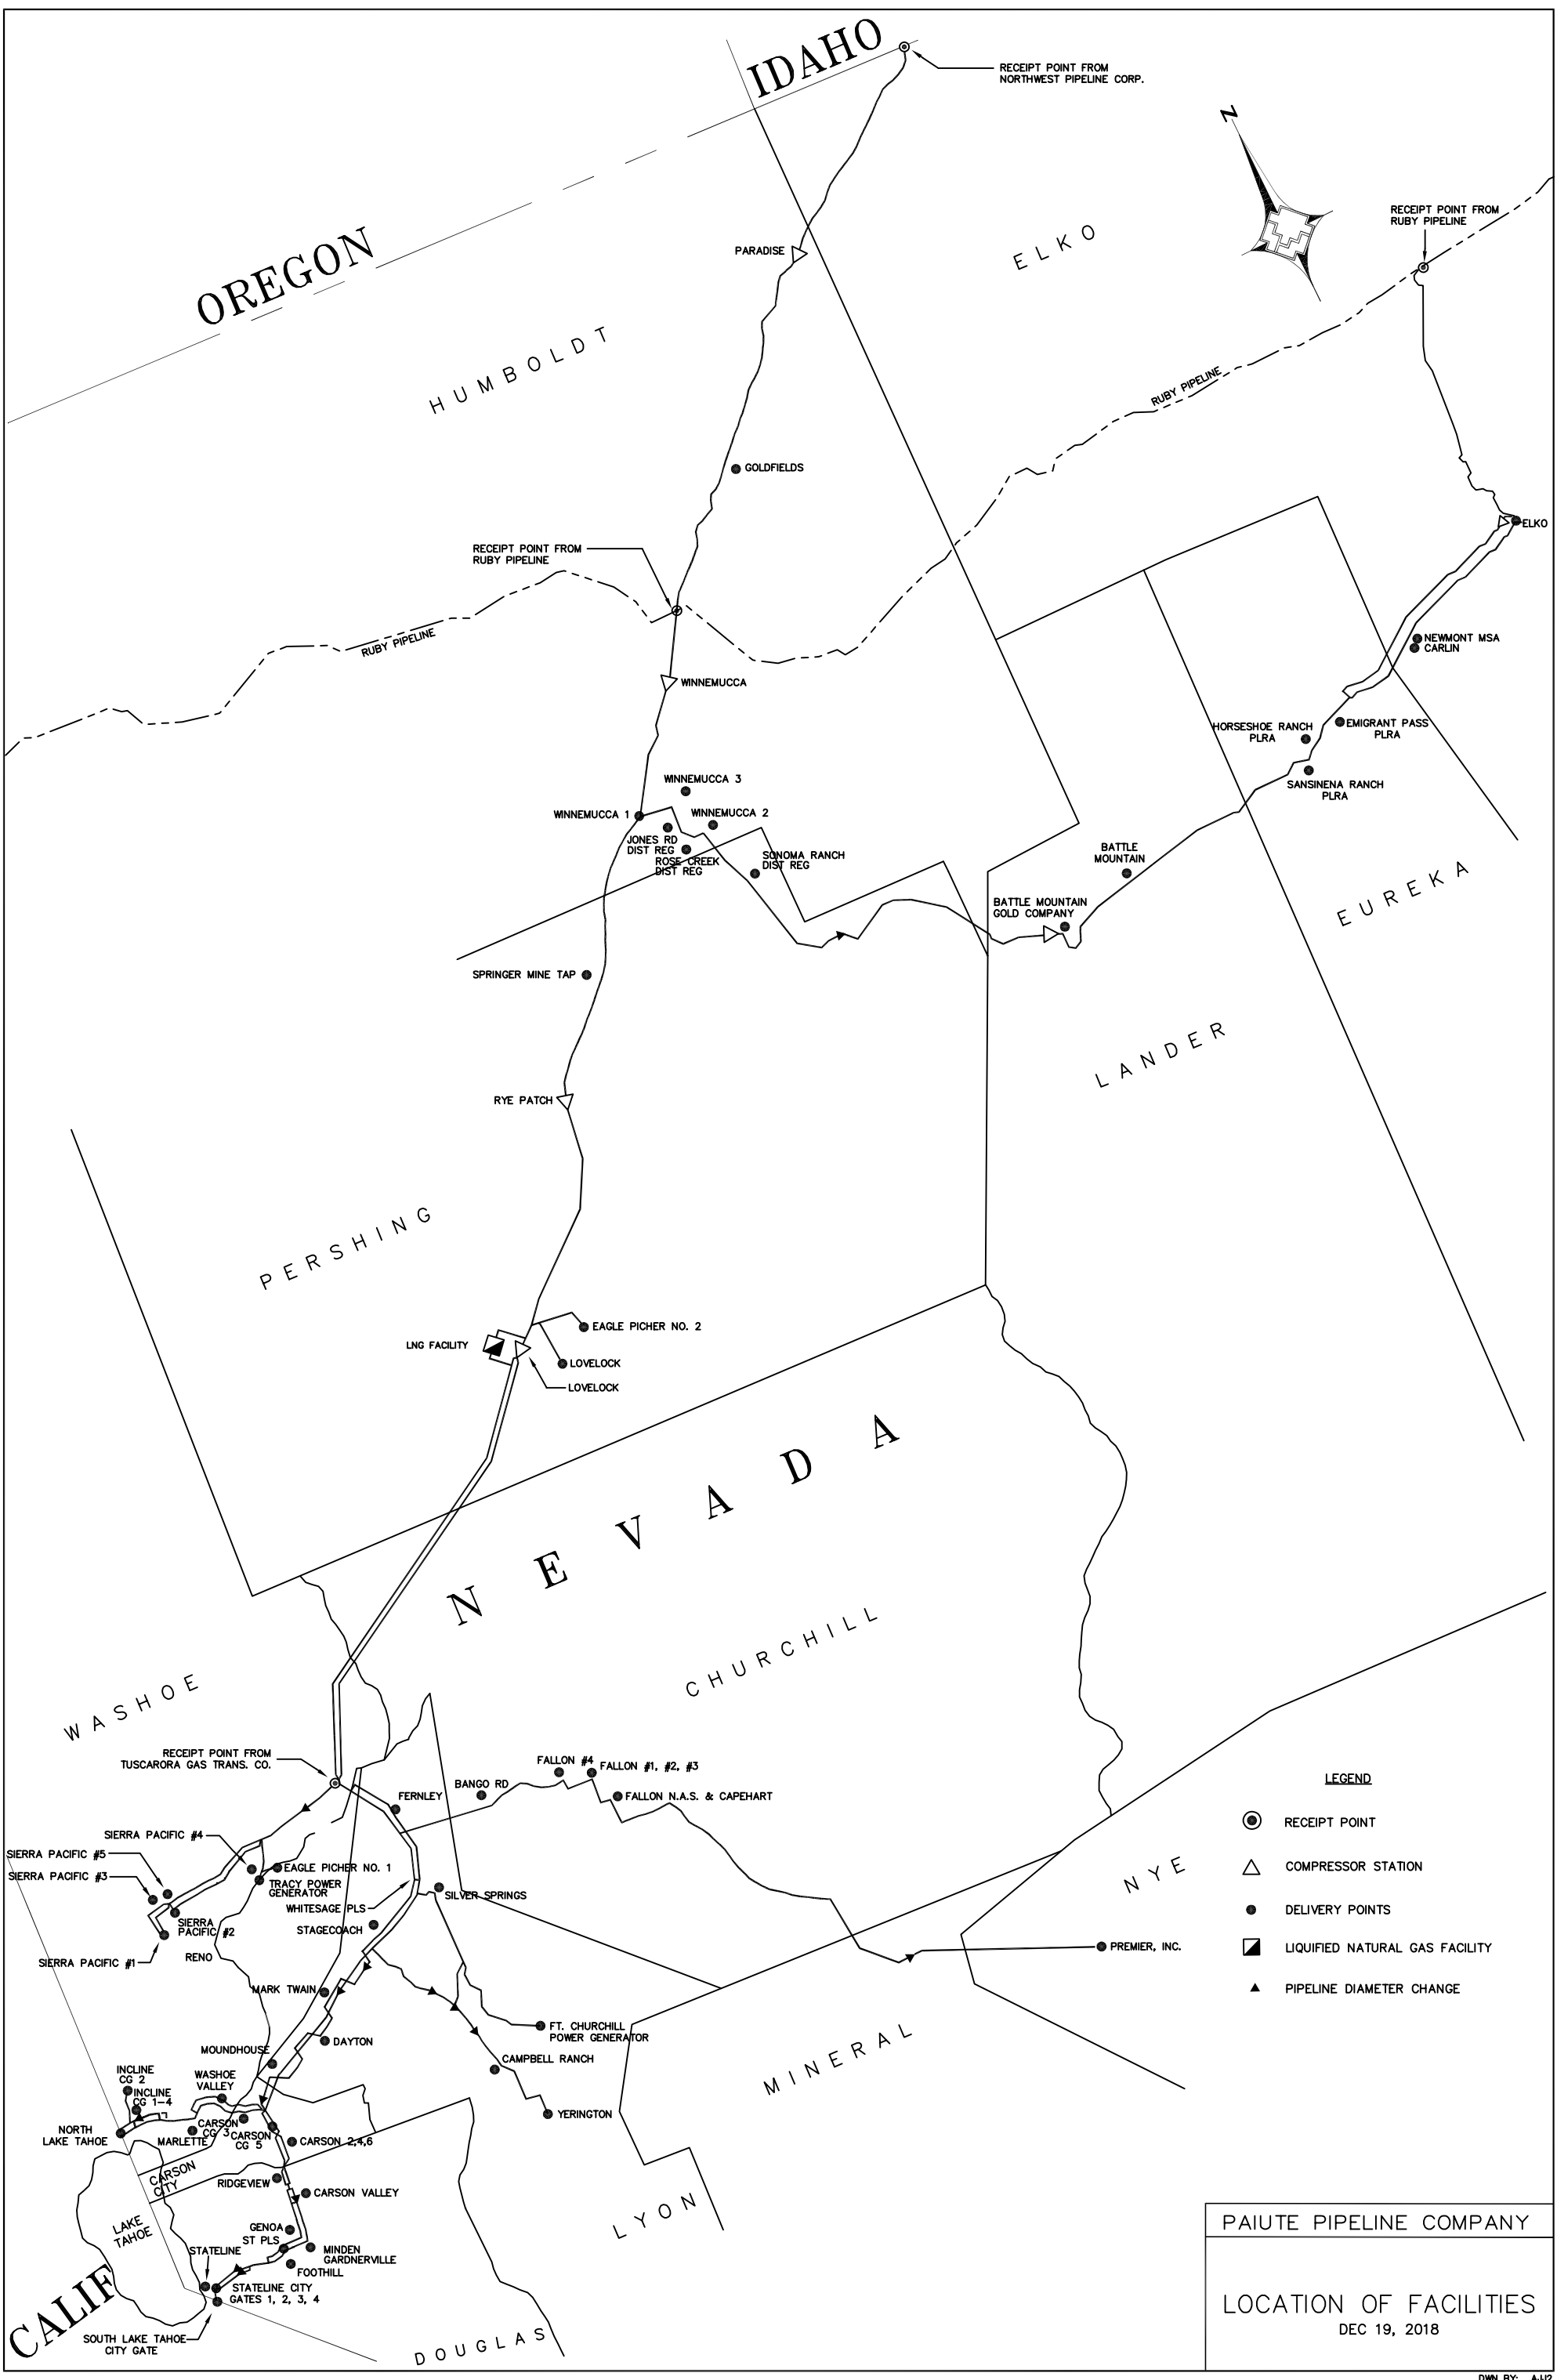 IDAHO
RECEIPT POINT FROM
NORTHWEST PIPELINE CORP.
N
OREGON
PARADISE
ELKO
RECEIPT POINT FROM
RUBY PIPELINE
HUMBOLDT
RUBY PIPELINE
GOLDFIELDS
ELKO
RECEIPT POINT FROM
RUBY PIPELINE
RUBY PIPELINE
NEWMONT MSA
CARLIN
WINNEMUCCA
HORSESHOE RANCH
PLRA
EMIGRANT PASS
PLRA
SANSINENA RANCH
PLRA
WINNEMUCCA 3
WINNEMUCCA 1
WINNEMUCCA 2
JONES RD
DIST REG
ROSE CREEK
DIST REG
SONOMA RANCH
DIST REG
BATTLE
MOUNTAIN
BATTLE MOUNTAIN
GOLD COMPANY
EUREKA
SPRINGER MINE TAP
LANDER
RYE PATCH
PERSHING
EAGLE PICHER NO. 2
LNG FACILITY
LOVELOCK
LOVELOCK
NEVADA
CHURCHILL
WASHOE
RECEIPT POINT FROM
TUSCARORA GAS TRANS. CO.
FERNLEY
BANGO RD
FALLON #4
FALLON #1, #2, #3
FALLON N.A.S. & CAPEHART
SIERRA PACIFIC #4
SIERRA PACIFIC #5
SIERRA PACIFIC #3
EAGLE PICHER NO. 1
TRACY POWER
GENERATOR
WHITESAGE PLS
SILVER SPRINGS
SIERRA
PACIFIC #2
STAGECOACH
SIERRA PACIFIC #1
RENO
PREMIER, INC.
NYE
MARK TWAIN
FT. CHURCHILL
POWER GENERATOR
DAYTON
MOUNDHOUSE
CAMPBELL RANCH
MINERAL
INCLINE
CG 2
WASHOE
VALLEY
INCLINE
CG 1-4
YERINGTON
NORTH
LAKE TAHOE
MARLETTE
CARSON
CG 3
CARSON
CG 5
CARSON 2,4,6
CARSON
CITY
RIDGEVIEW
CARSON VALLEY
LYON
LAKE
TAHOE
GENOA
ST PLS
STATELINE
MINDEN
GARDNERVILLE
FOOTHILL
STATELINE CITY
GATES 1, 2, 3, 4
CALIF
SOUTH LAKE TAHOE
CITY GATE
DOUGLAS
LEGEND
RECEIPT POINT
COMPRESSOR STATION
DELIVERY POINTS
LIQUIFIED NATURAL GAS FACILITY
PIPELINE DIAMETER CHANGE
PAIUTE PIPELINE COMPANY
LOCATION OF FACILITIES
DEC 19, 2018
DWN BY: